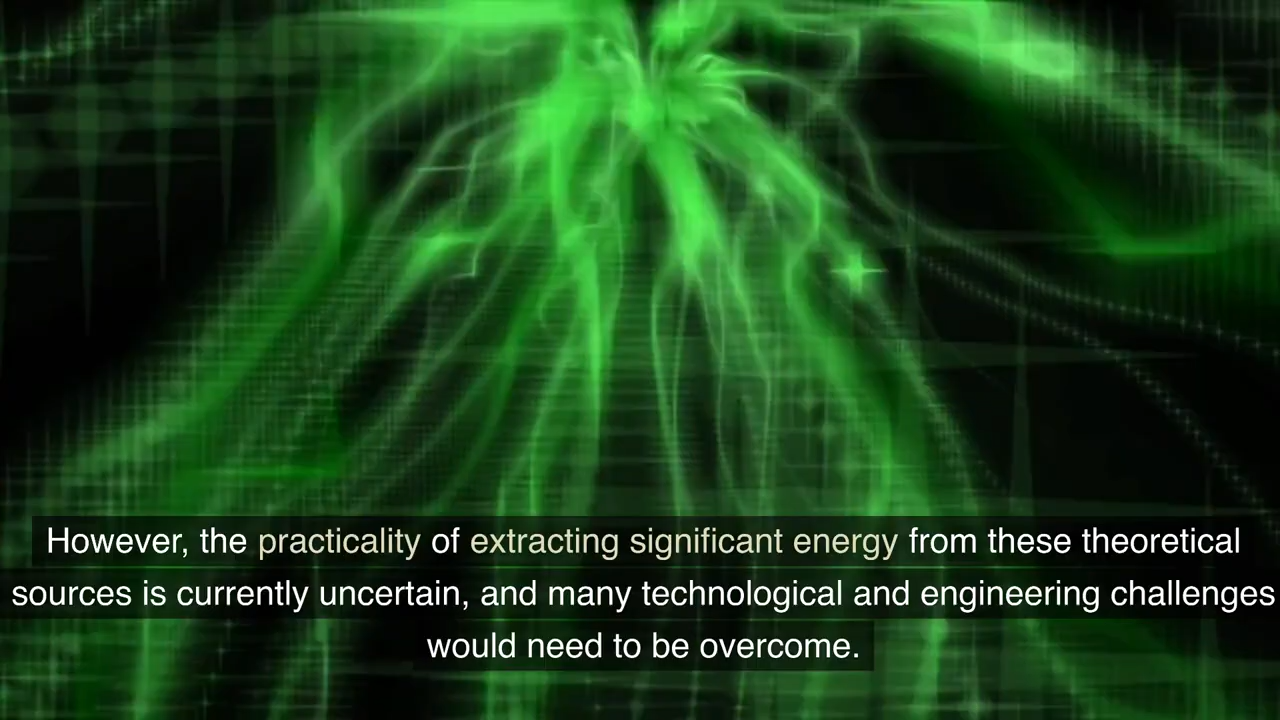 However, the practicality of extracting significant energy from these theoretical
sources is currently uncertain, and many technological and engineering challenges
would need to be overcome.